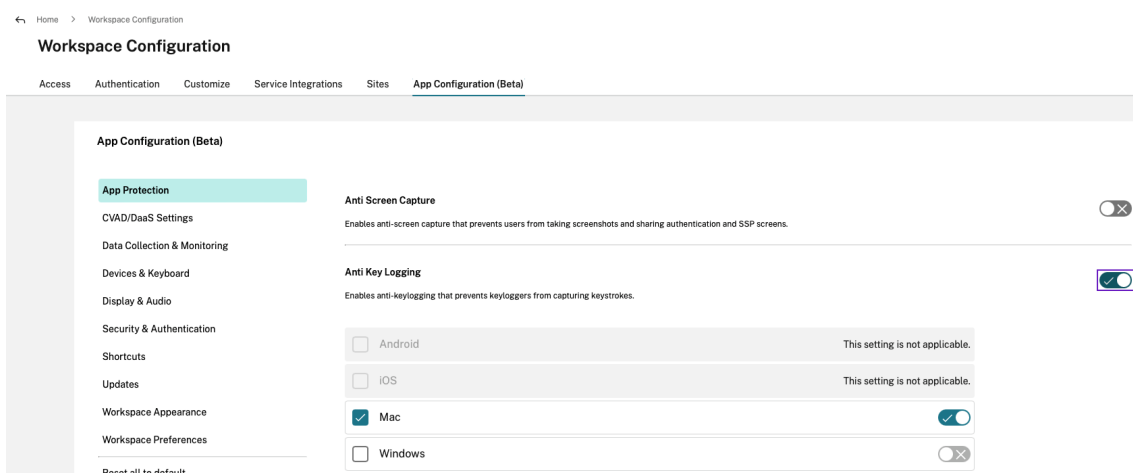 Home > Workspace Configuration
Workspace Configuration
Access Authentication Customize Service Integrations Sites App Configuration (Beta)
App Configuration (Beta)
App Protection
CVAD/DaaS Settings
Data Collection & Monitoring
Devices & Keyboard
Display & Audio
Security & Authentication
Shortcuts
Updates
Workspace Appearance
Workspace Preferences
Reset all to default
Anti Screen Capture
Enables anti-screen capture that prevents users from taking screenshots and sharing authentication and SSP screens.
Anti Key Logging
Enables anti-keylogging that prevents keyloggers from capturing keystrokes.
Android This setting is not applicable.
iOS This setting is not applicable.
Mac
Windows